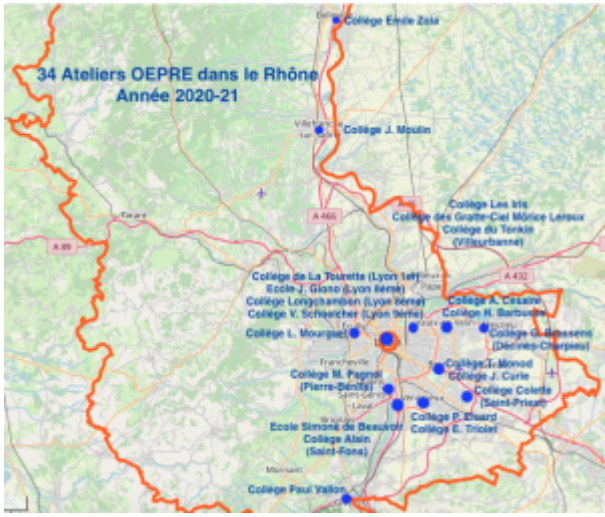 Collège Emile Zola
34 Ateliers OEPRE dans le Rhône
Année 2020-21
Villefranche
Collège J. Moulin
A 466
Collège Les Iris
Collège des Gratte-Ciel Môrice Leroux
Collège du Tonkin
(Villeurbanne)
Tarare
A 89
A 432
Collège de La Tourette (Lyon 1er)
Ecole J. Giono (Lyon 8ème)
Collège Longchambon (Lyon 8ème)
Collège V. Schoelcher (Lyon 9ème)
Collège A. Césaire
Collège H. Barbusse
Collège L. Mourguet
Collège G. Brassens
(Décines-Charpieu)
Francheville
Collège T. Monod
Collège J. Curie
Collège M. Pagnol
(Pierre-Bénite)
Collège Colette
(Saint-Priest)
Collège P. Eluard
Collège E. Triolet
Ecole Simone de Beauvoir
Collège Alain
(Saint-Fons)
Mornant
Collège Paul Vallon